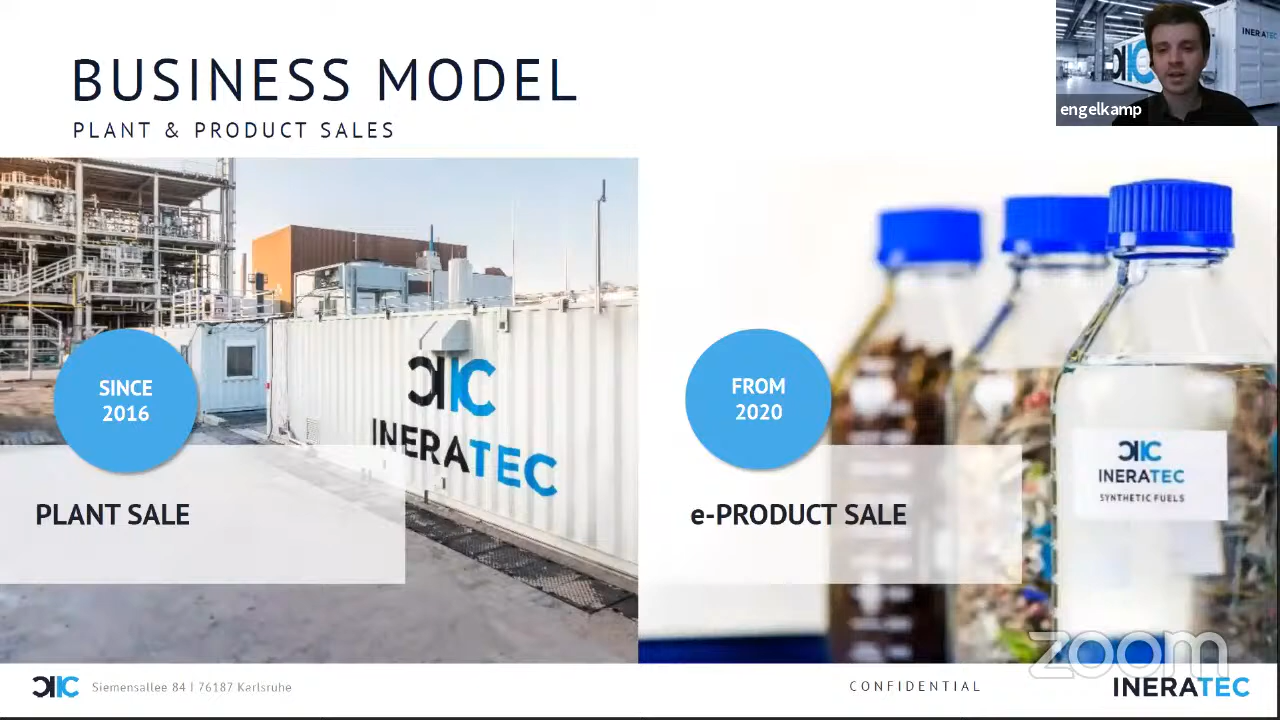 BUSINESS MODEL
PLANT & PRODUCT SALES
INERATEC
engelkamp
SINCE
2016
INERATEC
PLANT SALE
FROM
2020
e-PRODUCT SALE
INERATEC
SYNTHETIC FUELS
zoom
Siemensallee 84 | 76187 Karlsruhe
CONFIDENTIAL
INERATEC